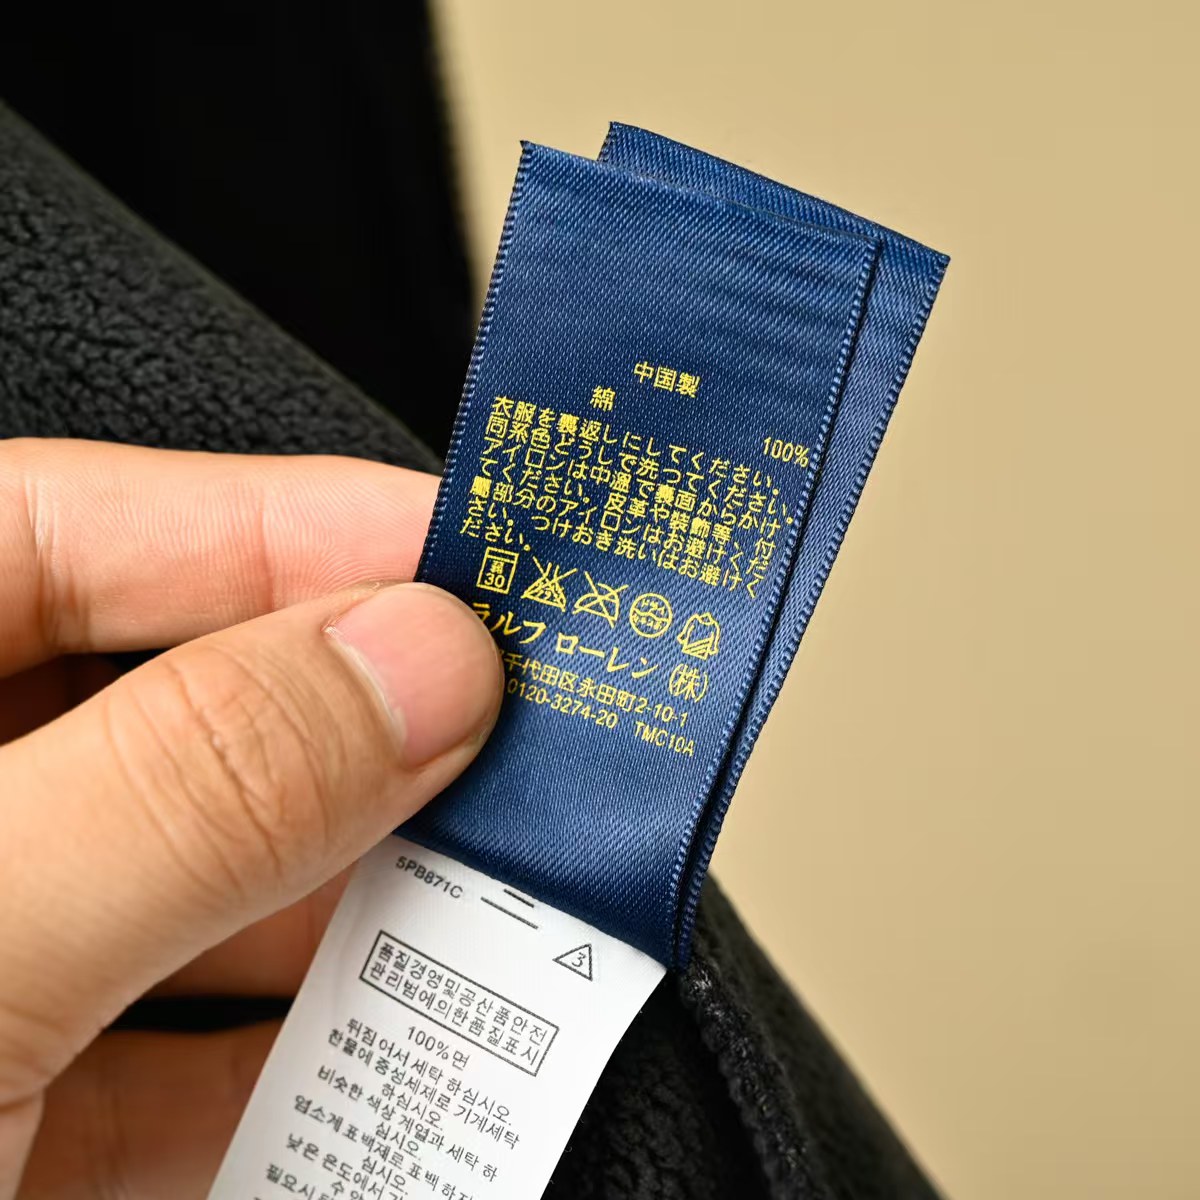 中国製
綿 100%
衣服を裏返しにしてください。
同系色どうしで洗つてください。
アイロンは中温で裏面からかけ
てください。皮革や装飾等、付
属部分のアイロンはお避けくだ
さい。つけおき洗いはお避けく
ださい。
30
ラルフ ローレン (株)
千代田区永田町2-10-1
0120-3274-20 TMC10A
5PB871C
3
품질경영및공산품안전
관리법에의한품질표시
100%면
뒤집어서 세탁 하십시오.
찬물에 중성세제로 기계세탁
하십시오.
비슷한 색상계열과 세탁 하
십시오.
염소계 표백제로 표백 하지
십시오.
낮은 온도에서
필요시